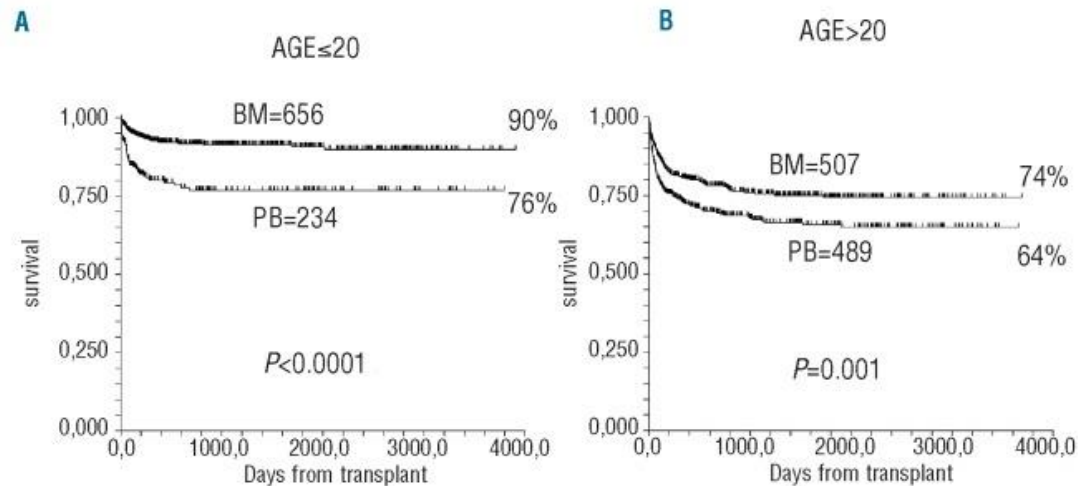 A
AGE≤20
1,000
0,750
0,500
0,250
0,000
survival
BM=656
90%
PB=234
76%
P<0.0001
0,0 1000,0 2000,0 3000,0 4000,0
Days from transplant
B
AGE>20
1,000
0,750
0,500
0,250
0,000
survival
BM=507
74%
PB=489
64%
P=0.001
0,0 1000,0 2000,0 3000,0 4000,0
Days from transplant